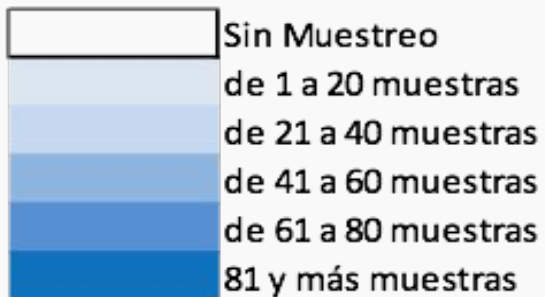 Sin Muestreo
de 1 a 20 muestras
de 21 a 40 muestras
de 41 a 60 muestras
de 61 a 80 muestras
81 y más muestras